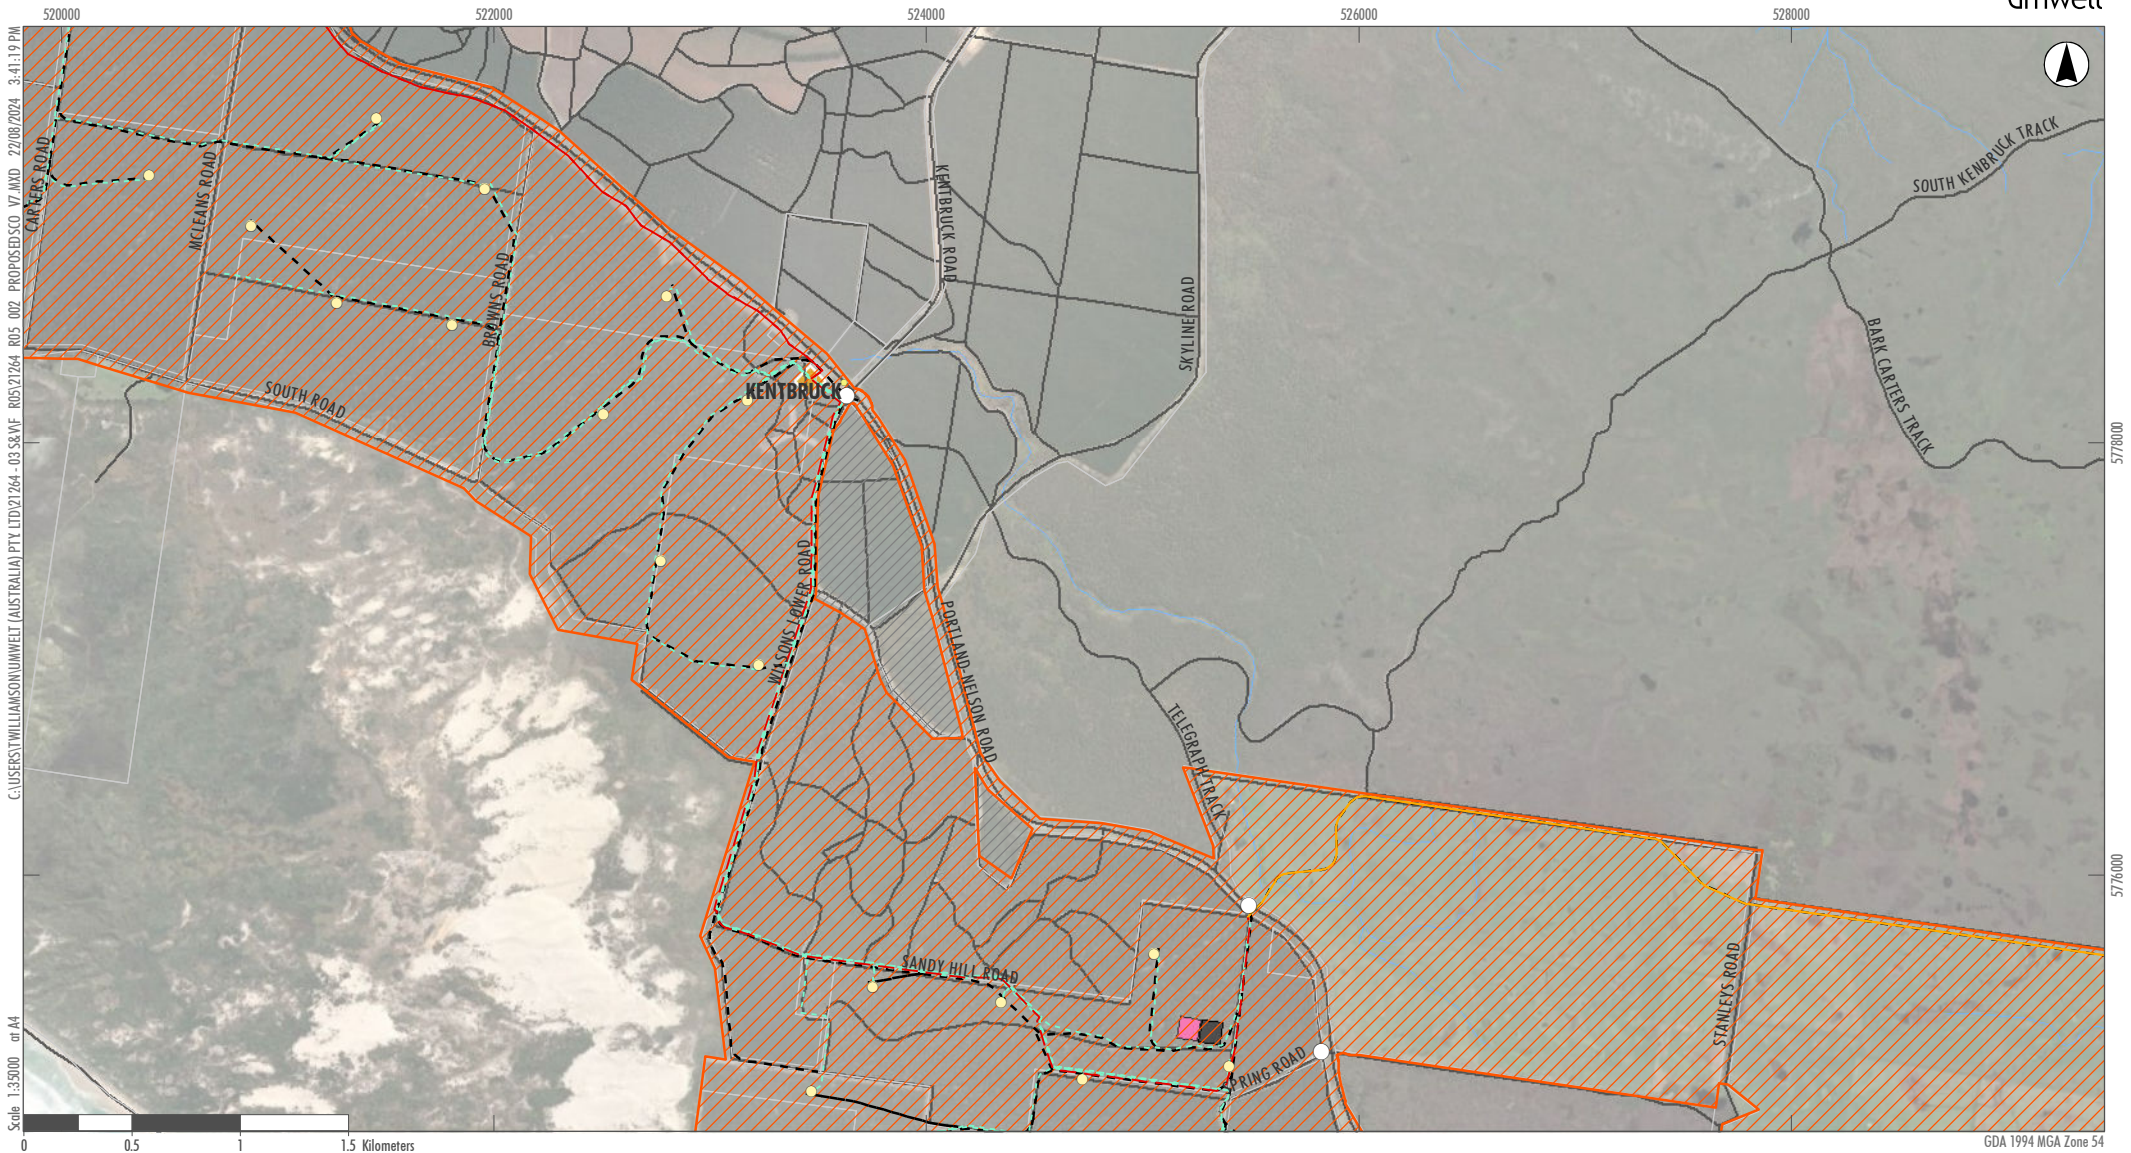 520000
522000
524000
526000
528000
C:\USERS\TWILLIAMSON\UMWELT (AUSTRALIA) PTY. LTD\21264 - 03 S&VF R05\21264 R05 002 PROPOSEDSCO V7.MXD 22/08/2024 3:41:19 PM
CARTERS ROAD
MCLEANS ROAD
BROWNS ROAD
SOUTH ROAD
KENTBRUCK
KENTBRUCK ROAD
SKYLINE ROAD
SOUTH KENBRUCK TRACK
BARK CARTERS TRACK
5778000
WILSONS LOWER ROAD
PORTLAND-NELSON ROAD
TELEGRAPH TRACK
5776000
SANDY HILL ROAD
STANLEYS ROAD
PRING ROAD
Scale 1:35000 at A4
0 0.5 1 1.5 Kilometers
GDA 1994 MGA Zone 54